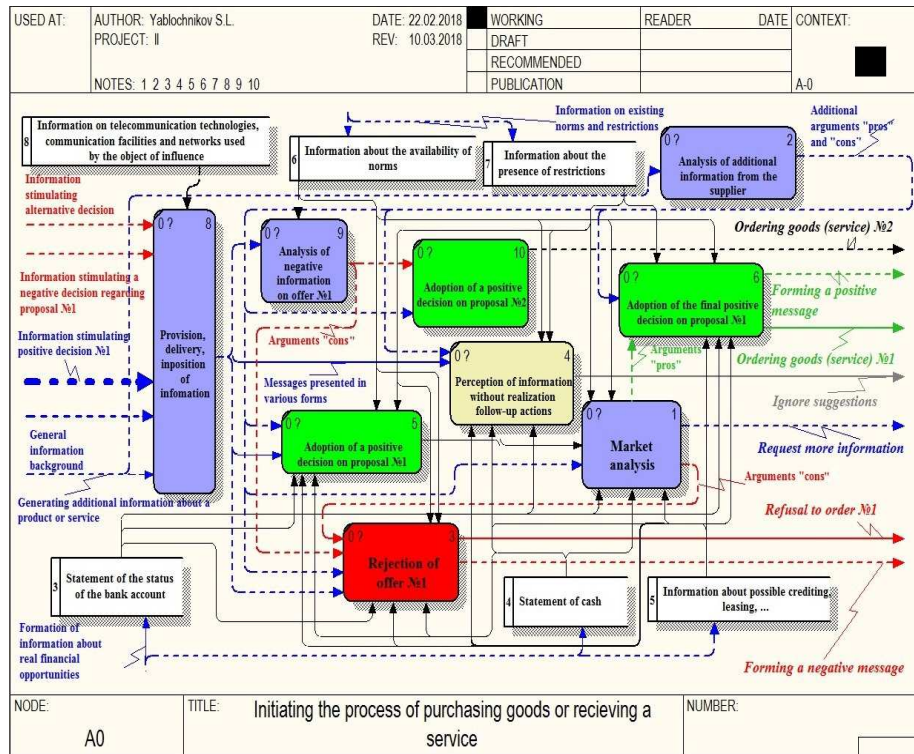 USED AT:
AUTHOR: Yablochnikov S.L.
DATE: 22.02.2018
PROJECT: II
REV: 10.03.2018
NOTES: 1 2 3 4 5 6 7 8 9 10
WORKING
DRAFT
RECOMMENDED
PUBLICATION
READER
DATE
CONTEXT:
A-0
8
Information on telecommunication technologies,
communication facilities and networks used
by the object of influence
Information on existing
norms and restrictions
Additional
arguments "pros"
and "cons"
6
Information about the availability of
norms
7
Information about the
presence of restrictions
0 ?
2
Analysis of additional
information from the
supplier
Information
stimulating
alternative decision
Information stimulating a
negative decision regarding
proposal №1
Information stimulating
positive decision №1
General
information
background
Generating additional information about a
product or service
0 ?
8
Provision,
delivery,
inposition
of
infomation
0 ?
9
Analysis of
negative
information
on offer №1
0 ?
10
Adoption of a positive
decision on proposal №2
0 ?
6
Adoption of the final positive
decision on proposal №1
Ordering goods (service) №2
Forming a positive
message
Ordering goods (service) №1
Ignore suggestions
Request more information
Arguments "cons"
Messages presented in
various forms
0 ?
4
Perception of information
without realization
follow-up actions
Arguments
"pros"
0 ?
5
Adoption of a positive
decision on proposal №1
0 ?
1
Market
analysis
Arguments "cons"
Refusal to order №1
0 ?
3
Rejection of
offer №1
3
Statement of the status
of the bank account
4
Statement of cash
5
Information about possible crediting,
leasing, ...
Formation of
information about
real financial
opportunities
Forming a negative message
NODE:
A0
TITLE:
Initiating the process of purchasing goods or recieving a
service
NUMBER: